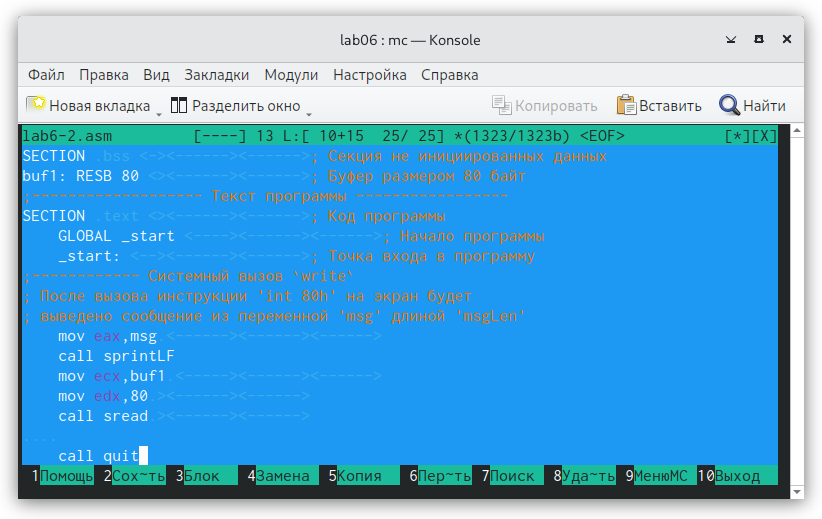 lab06 : mc — Konsole
Файл Правка Вид Закладки Модули Настройка Справка
Новая вкладка Разделить окно Копировать Вставить Найти
lab6-2.asm [----] 13 L:[ 10+15 25/ 25] *(1323/1323b) <EOF> [*][X]
SECTION .bss <-><------><------>; Секция не инициированных данных
buf1: RESB 80 <><------><------>; Буфер размером 80 байт
;------------------- Текст программы -----------------
SECTION .text <><------><------>; Код программы
GLOBAL _start <------><------><------>; Начало программы
_start: <--><------><------>; Точка входа в программу
;------------ Системный вызов `write`
; После вызова инструкции 'int 80h' на экран будет
; выведено сообщение из переменной 'msg' длиной 'msgLen'
mov eax,msg.<------><------><------>
call sprintLF
mov ecx,buf1.<------><------><------>
mov edx,80.><------><------>
call sread.><------><------>
....
call quit
1Помощь 2Сох~ть 3Блок 4Замена 5Копия 6Пер~ть 7Поиск 8Уда~ть 9МенюMC 10Выход